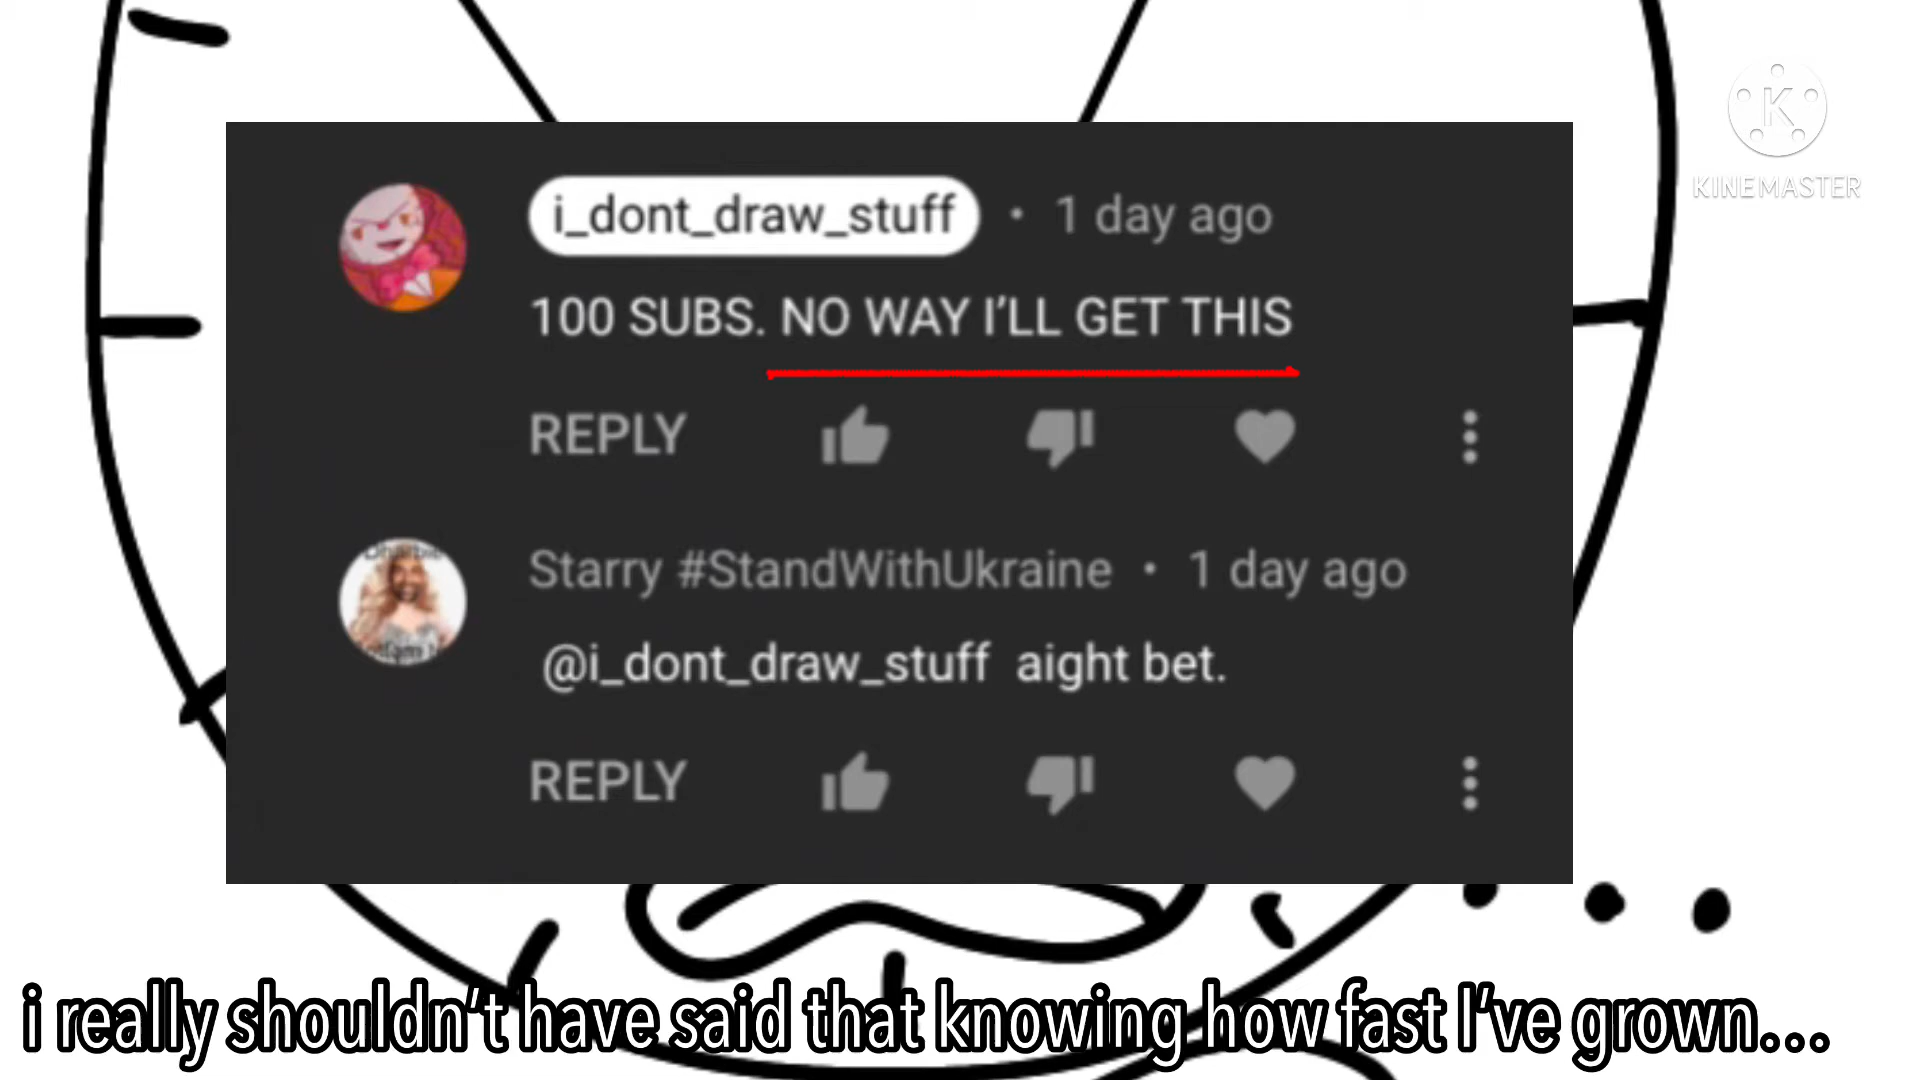 K
KINEMASTER
i_dont_draw_stuff • 1 day ago
100 SUBS. NO WAY I'LL GET THIS
REPLY
Starry #StandWithUkraine • 1 day ago
@i_dont_draw_stuff aight bet.
REPLY
i really shouldn't have said that knowing how fast I've grown...